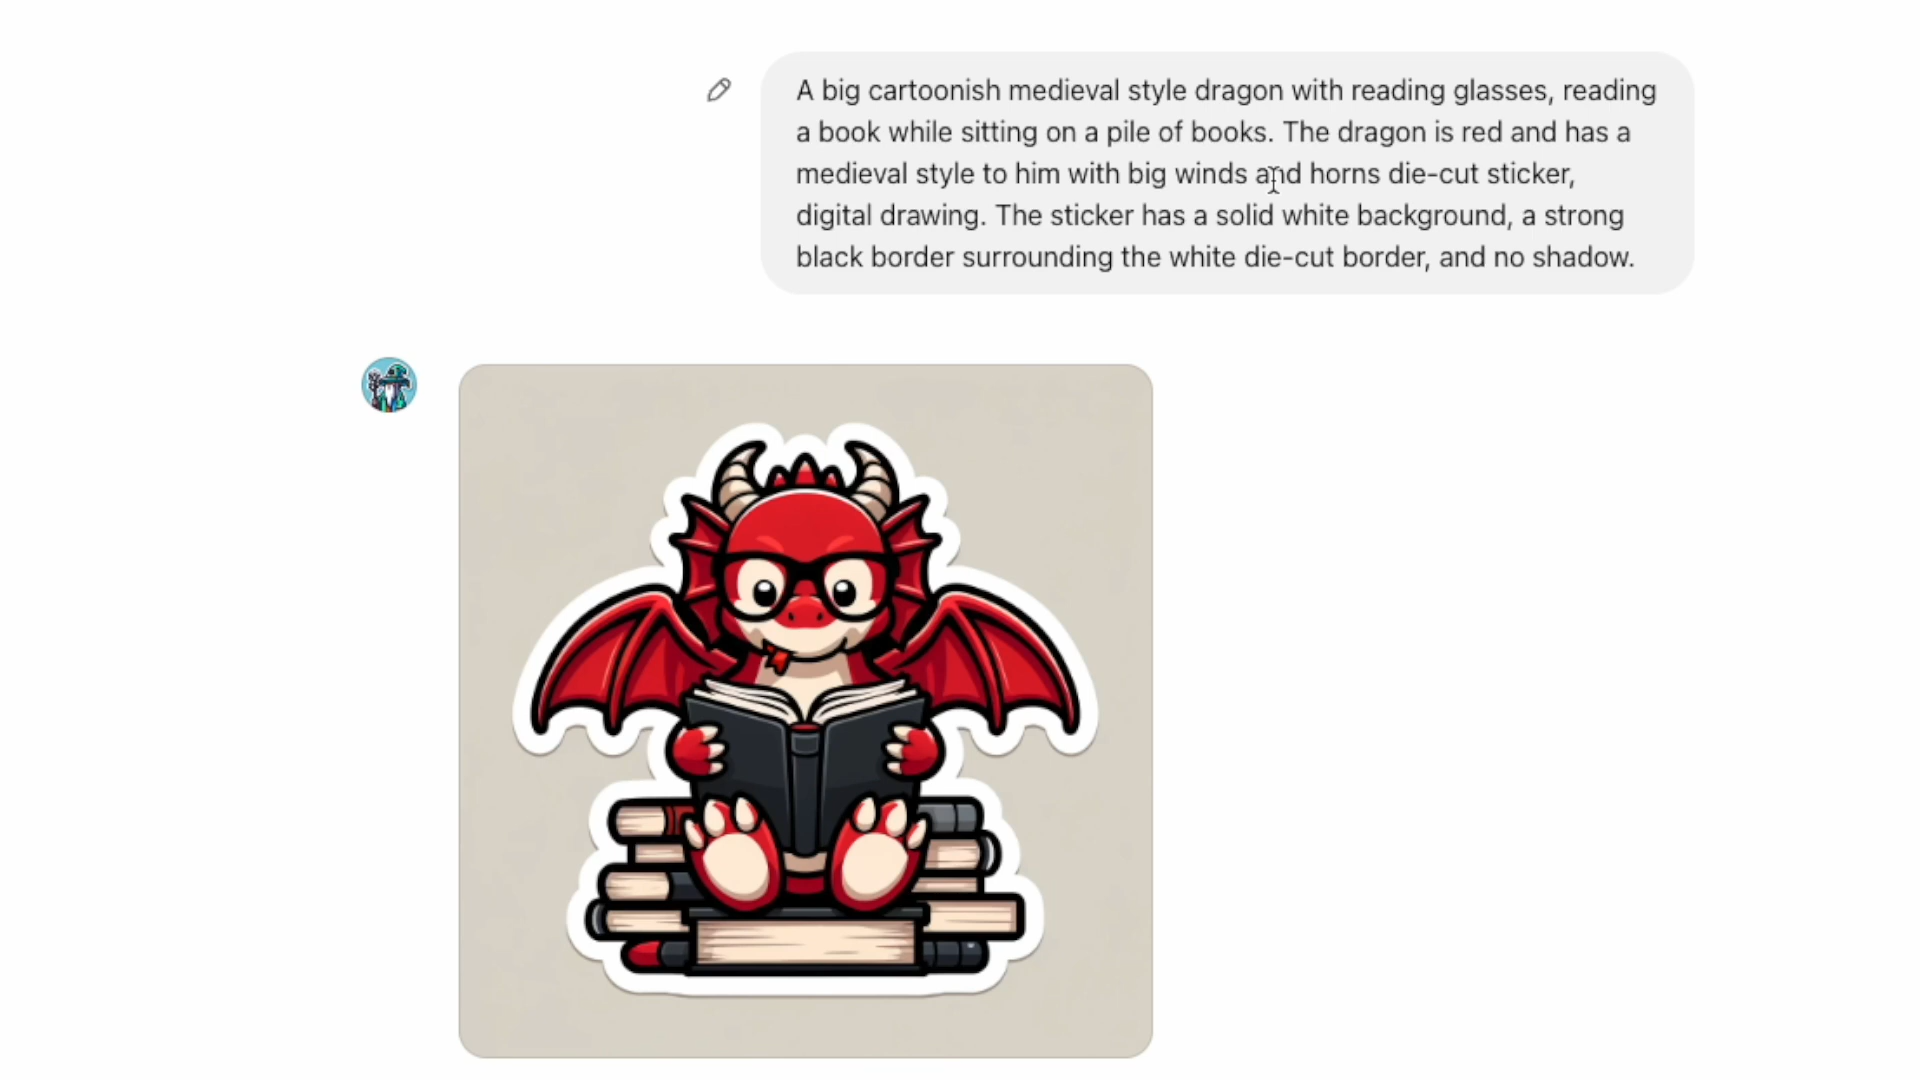 A big cartoonish medieval style dragon with reading glasses, reading
a book while sitting on a pile of books. The dragon is red and has a
medieval style to him with big winds and horns die-cut sticker,
digital drawing. The sticker has a solid white background, a strong
black border surrounding the white die-cut border, and no shadow.